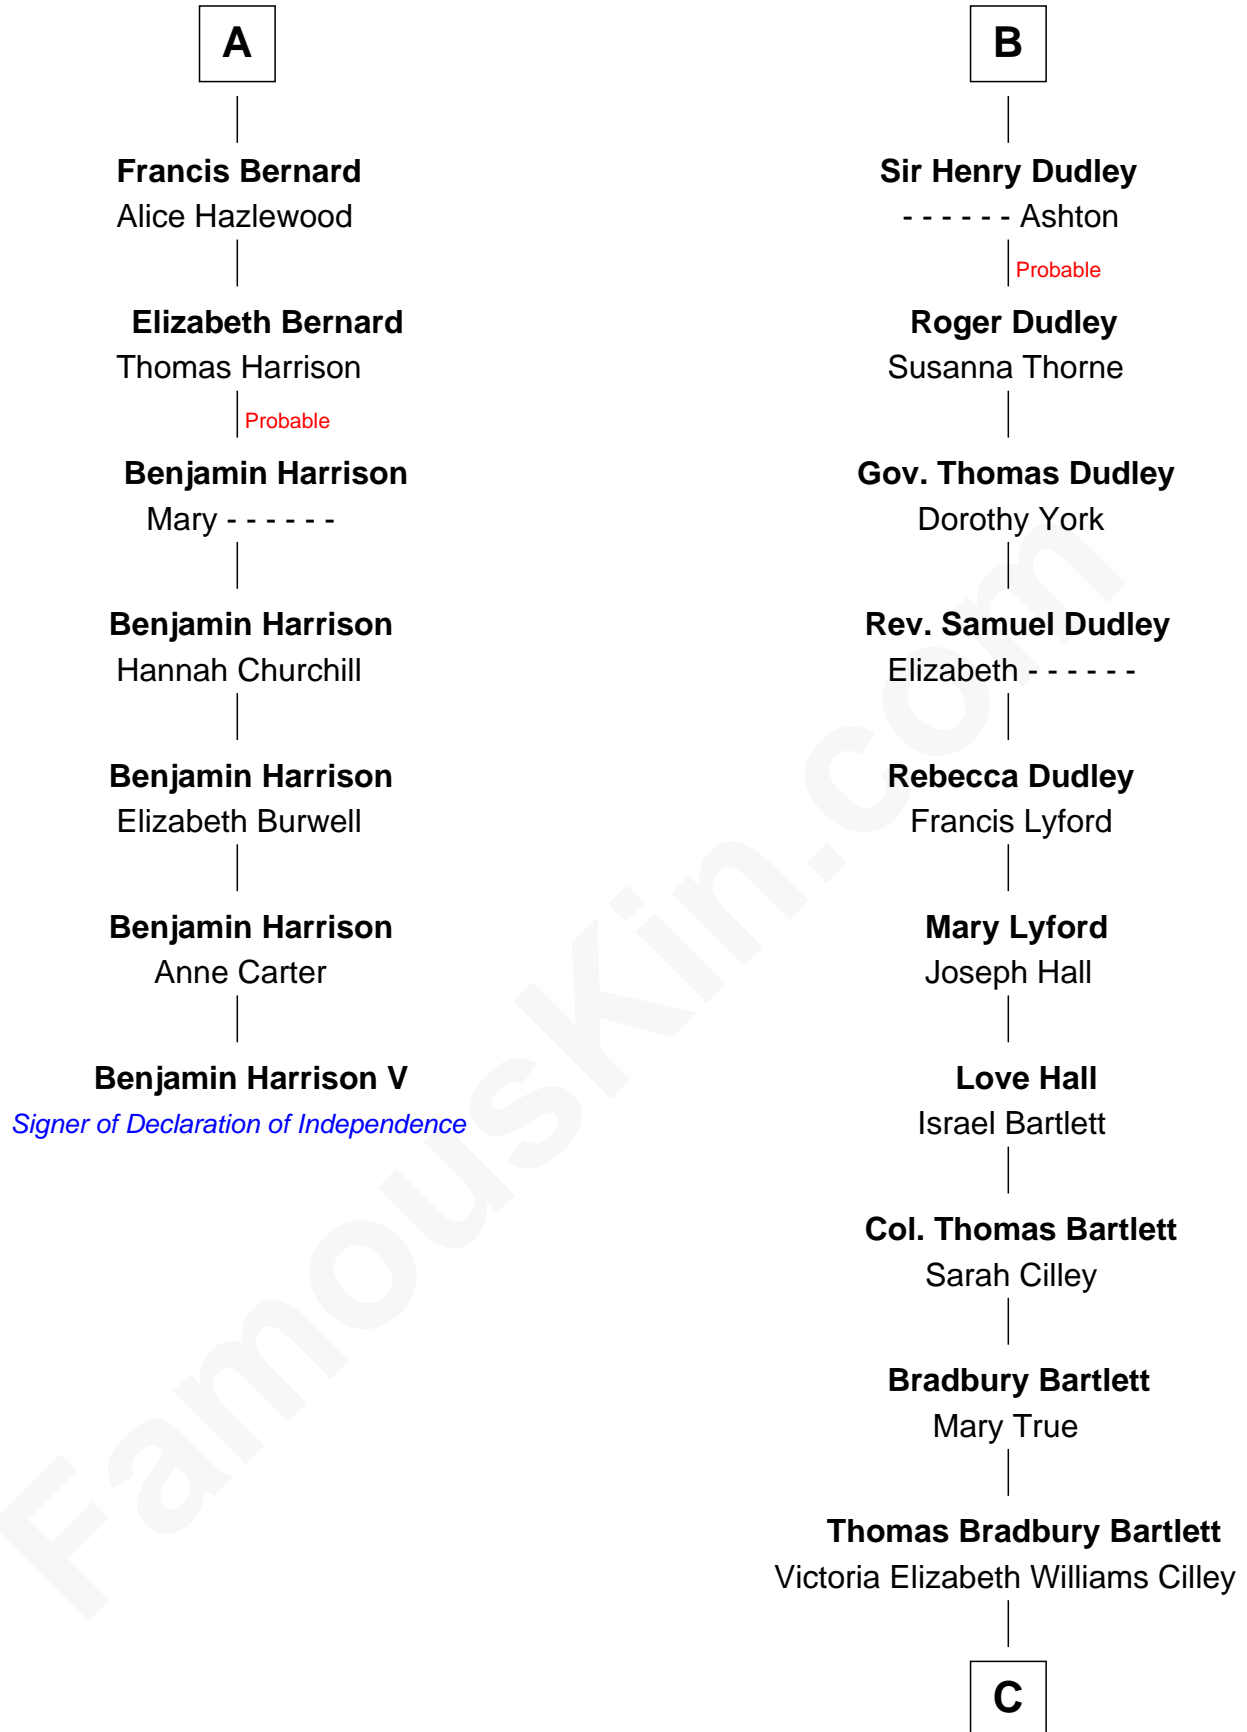 A
Francis Bernard
Alice Hazlewood
Elizabeth Bernard
Thomas Harrison
Probable
Benjamin Harrison
Mary - - - - - -
Benjamin Harrison
Hannah Churchill
Benjamin Harrison
Elizabeth Burwell
Benjamin Harrison
Anne Carter
Benjamin Harrison V
Signer of Declaration of Independence
B
Sir Henry Dudley
- - - - - - Ashton
Probable
Roger Dudley
Susanna Thorne
Gov. Thomas Dudley
Dorothy York
Rev. Samuel Dudley
Elizabeth - - - - - -
Rebecca Dudley
Francis Lyford
Mary Lyford
Joseph Hall
Love Hall
Israel Bartlett
Col. Thomas Bartlett
Sarah Cilley
Bradbury Bartlett
Mary True
Thomas Bradbury Bartlett
Victoria Elizabeth Williams Cilley
C
FamousKin.com